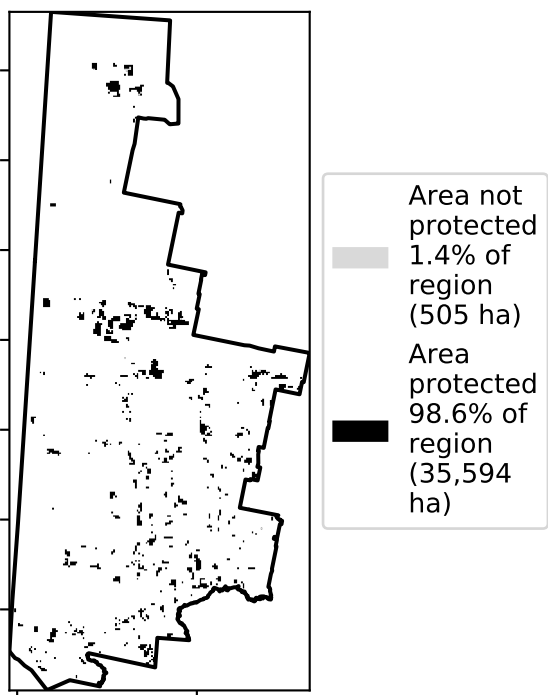 Area not
protected
1.4% of
region
(505 ha)
Area
protected
98.6% of
region
(35,594
ha)